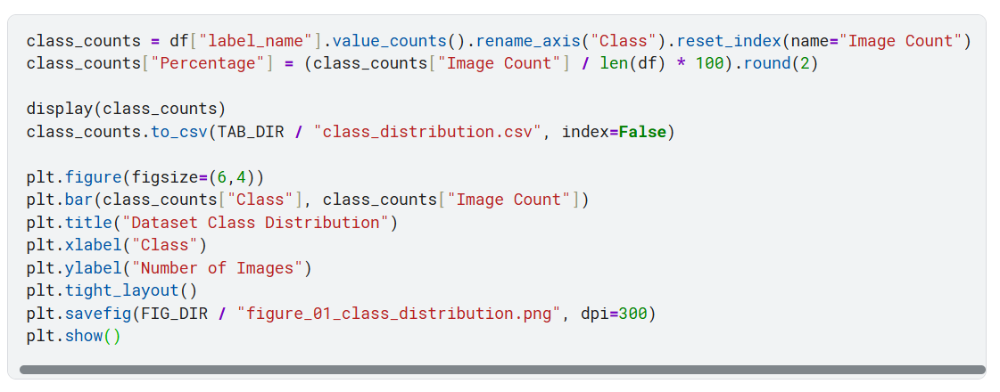 class_counts = df["label_name"].value_counts().rename_axis("Class").reset_index(name="Image Count")
class_counts["Percentage"] = (class_counts["Image Count"] / len(df) * 100).round(2)

display(class_counts)
class_counts.to_csv(TAB_DIR / "class_distribution.csv", index=False)

plt.figure(figsize=(6,4))
plt.bar(class_counts["Class"], class_counts["Image Count"])
plt.title("Dataset Class Distribution")
plt.xlabel("Class")
plt.ylabel("Number of Images")
plt.tight_layout()
plt.savefig(FIG_DIR / "figure_01_class_distribution.png", dpi=300)
plt.show()